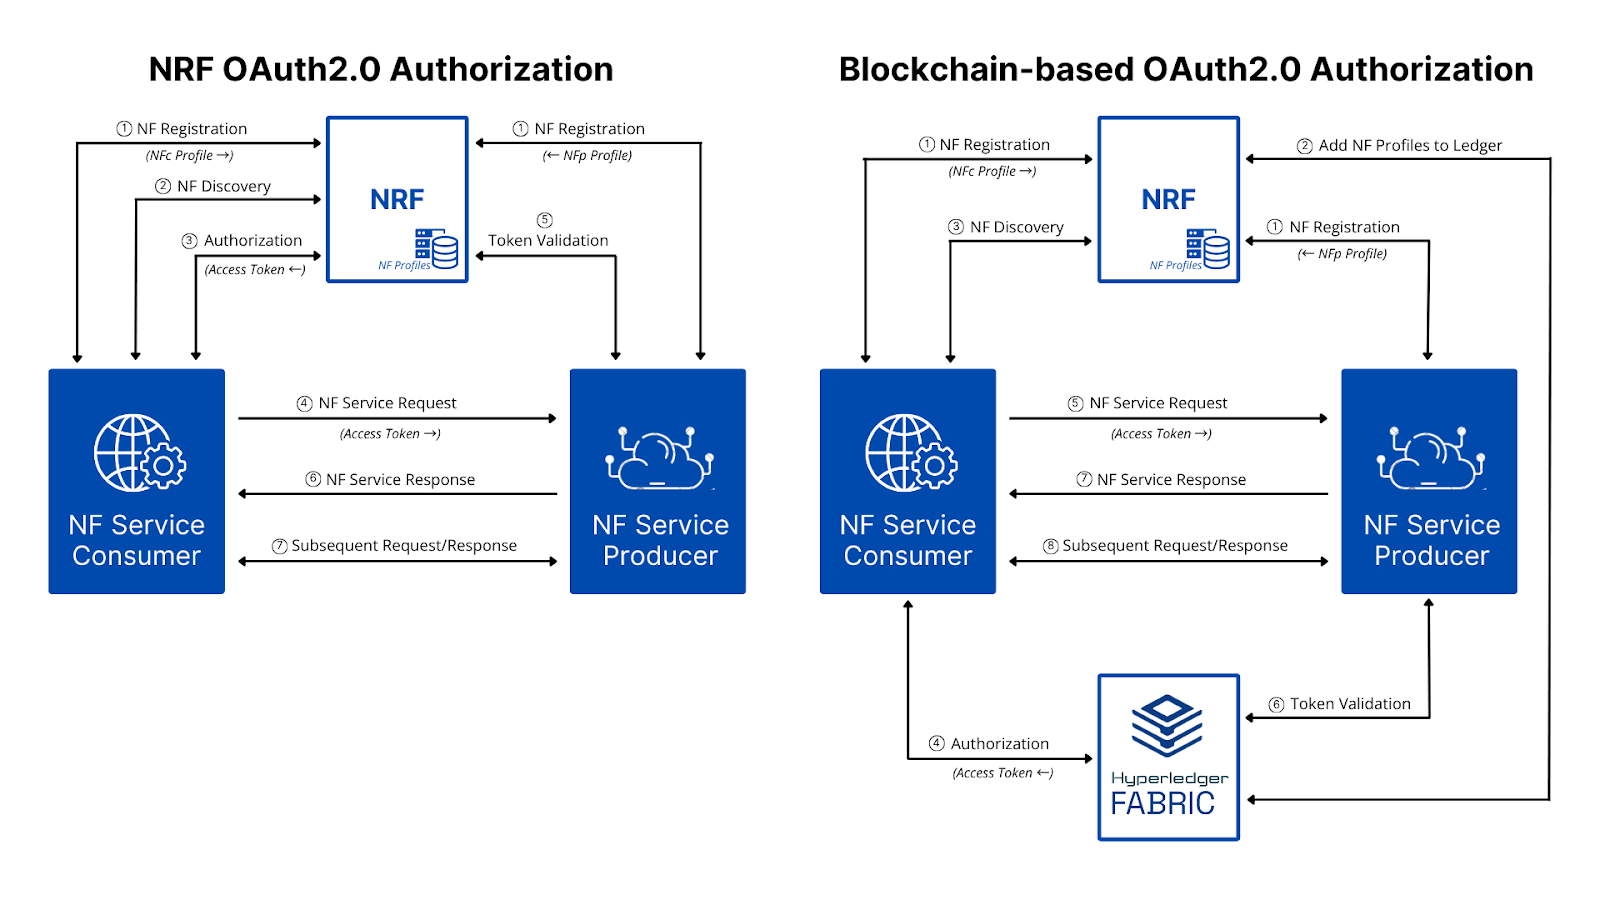 NRF OAuth2.0 Authorization
① NF Registration
(NFc Profile →)
② NF Discovery
③ Authorization
(Access Token ←)
NRF
NF Profiles
① NF Registration
(← NFp Profile)
⑤
Token Validation
④ NF Service Request
(Access Token →)
⑥ NF Service Response
⑦ Subsequent Request/Response
NF Service
Consumer
NF Service
Producer
Blockchain-based OAuth2.0 Authorization
① NF Registration
(NFc Profile →)
③ NF Discovery
NRF
NF Profiles
② Add NF Profiles to Ledger
① NF Registration
(← NFp Profile)
⑤ NF Service Request
(Access Token →)
⑦ NF Service Response
⑧ Subsequent Request/Response
NF Service
Consumer
NF Service
Producer
④ Authorization
(Access Token ←)
⑥ Token Validation
Hyperledger
FABRIC